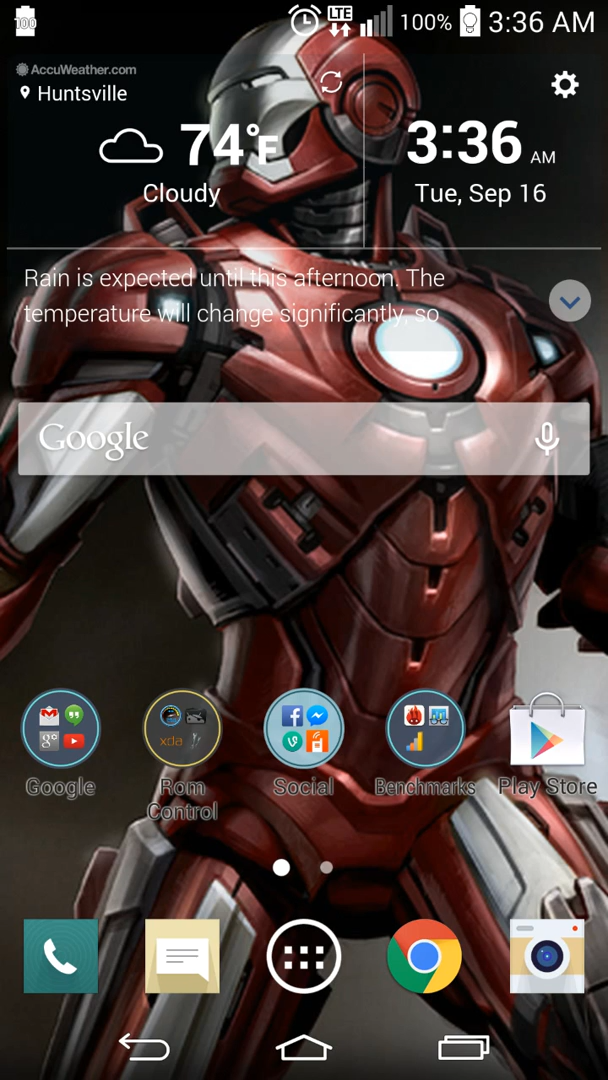 100 LTE 100% 3:36 AM
AccuWeather.com
Huntsville
74°F
Cloudy
3:36 AM
Tue, Sep 16
Rain is expected until this afternoon. The
temperature will change significantly, so
Google
xda
g+
Google
Rom
Control
Social
Benchmarks
Play Store